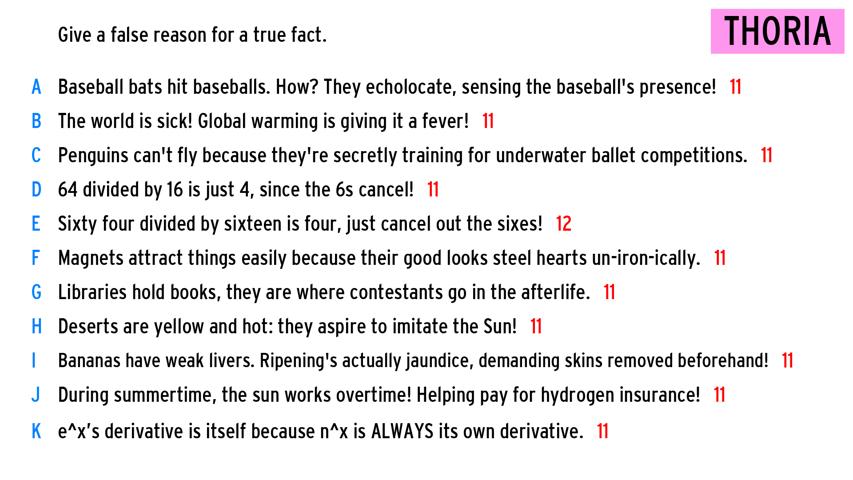 Give a false reason for a true fact.
THORIA
A Baseball bats hit baseballs. How? They echolocate, sensing the baseball's presence! 11
B The world is sick! Global warming is giving it a fever! 11
C Penguins can't fly because they're secretly training for underwater ballet competitions. 11
D 64 divided by 16 is just 4, since the 6s cancel! 11
E Sixty four divided by sixteen is four, just cancel out the sixes! 12
F Magnets attract things easily because their good looks steel hearts un-iron-ically. 11
G Libraries hold books, they are where contestants go in the afterlife. 11
H Deserts are yellow and hot: they aspire to imitate the Sun! 11
I Bananas have weak livers. Ripening's actually jaundice, demanding skins removed beforehand! 11
J During summertime, the sun works overtime! Helping pay for hydrogen insurance! 11
K e^x's derivative is itself because n^x is ALWAYS its own derivative. 11